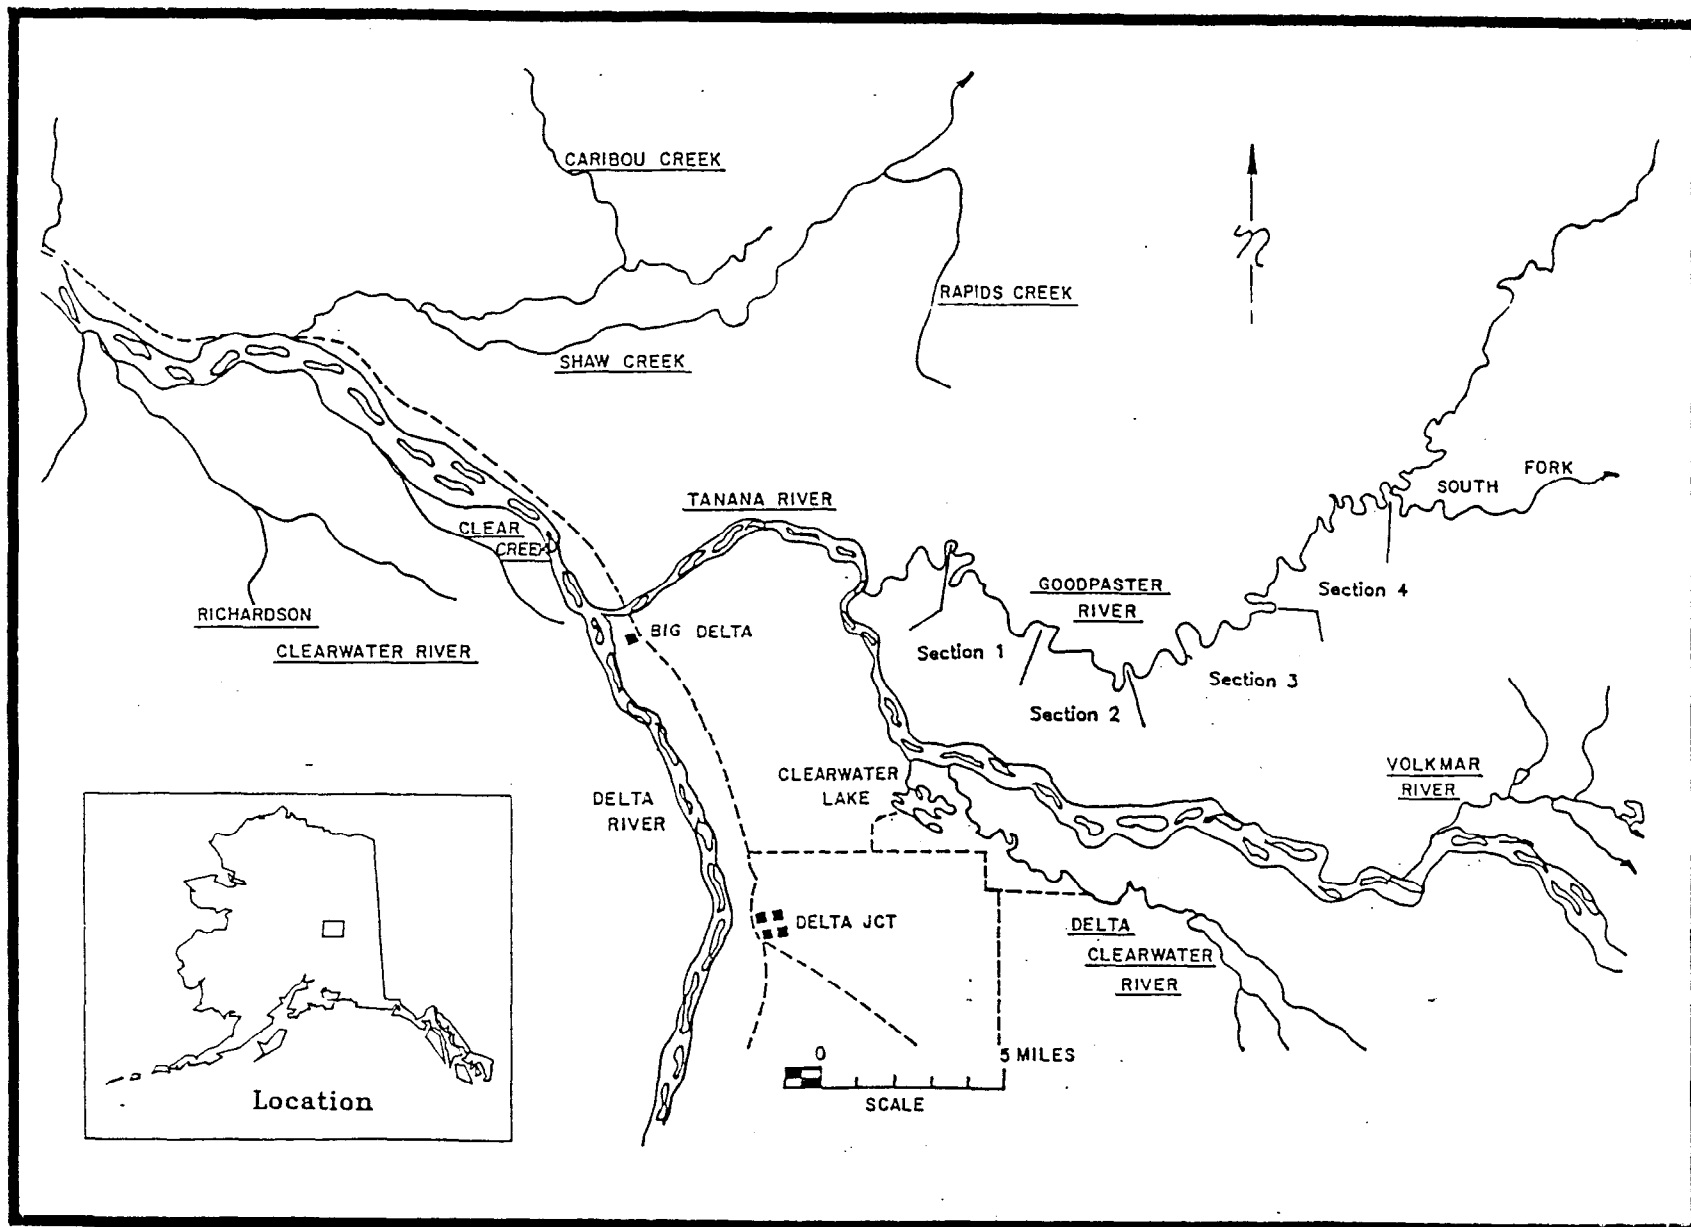 CARIBOU CREEK
RAPIDS CREEK
SHAW CREEK
N
SOUTH FORK
TANANA RIVER
CLEAR
CREEK
Section 4
GOODPASTER
RIVER
RICHARDSON
CLEARWATER RIVER
BIG DELTA
Section 1
Section 3
Section 2
CLEARWATER
LAKE
VOLKMAR
RIVER
DELTA
RIVER
DELTA JCT
DELTA
CLEARWATER
RIVER
0 5 MILES
SCALE
Location